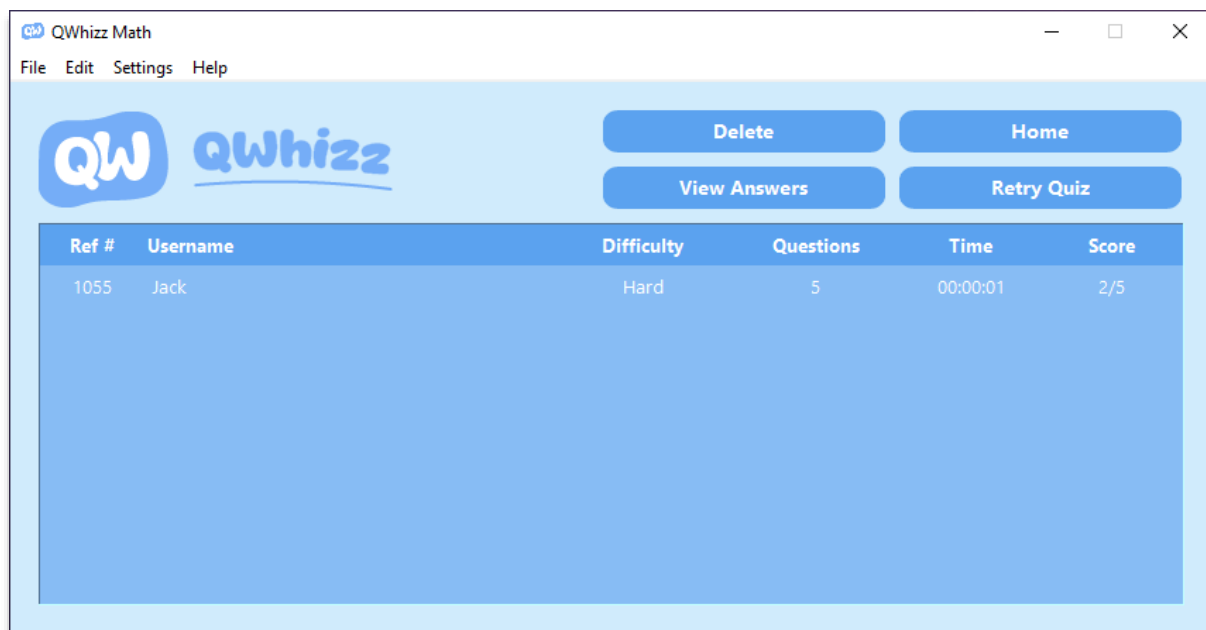 QW QWhizz Math
File Edit Settings Help
QW QWhizz
Delete Home
View Answers Retry Quiz
Ref # Username Difficulty Questions Time Score
1055 Jack Hard 5 00:00:01 2/5